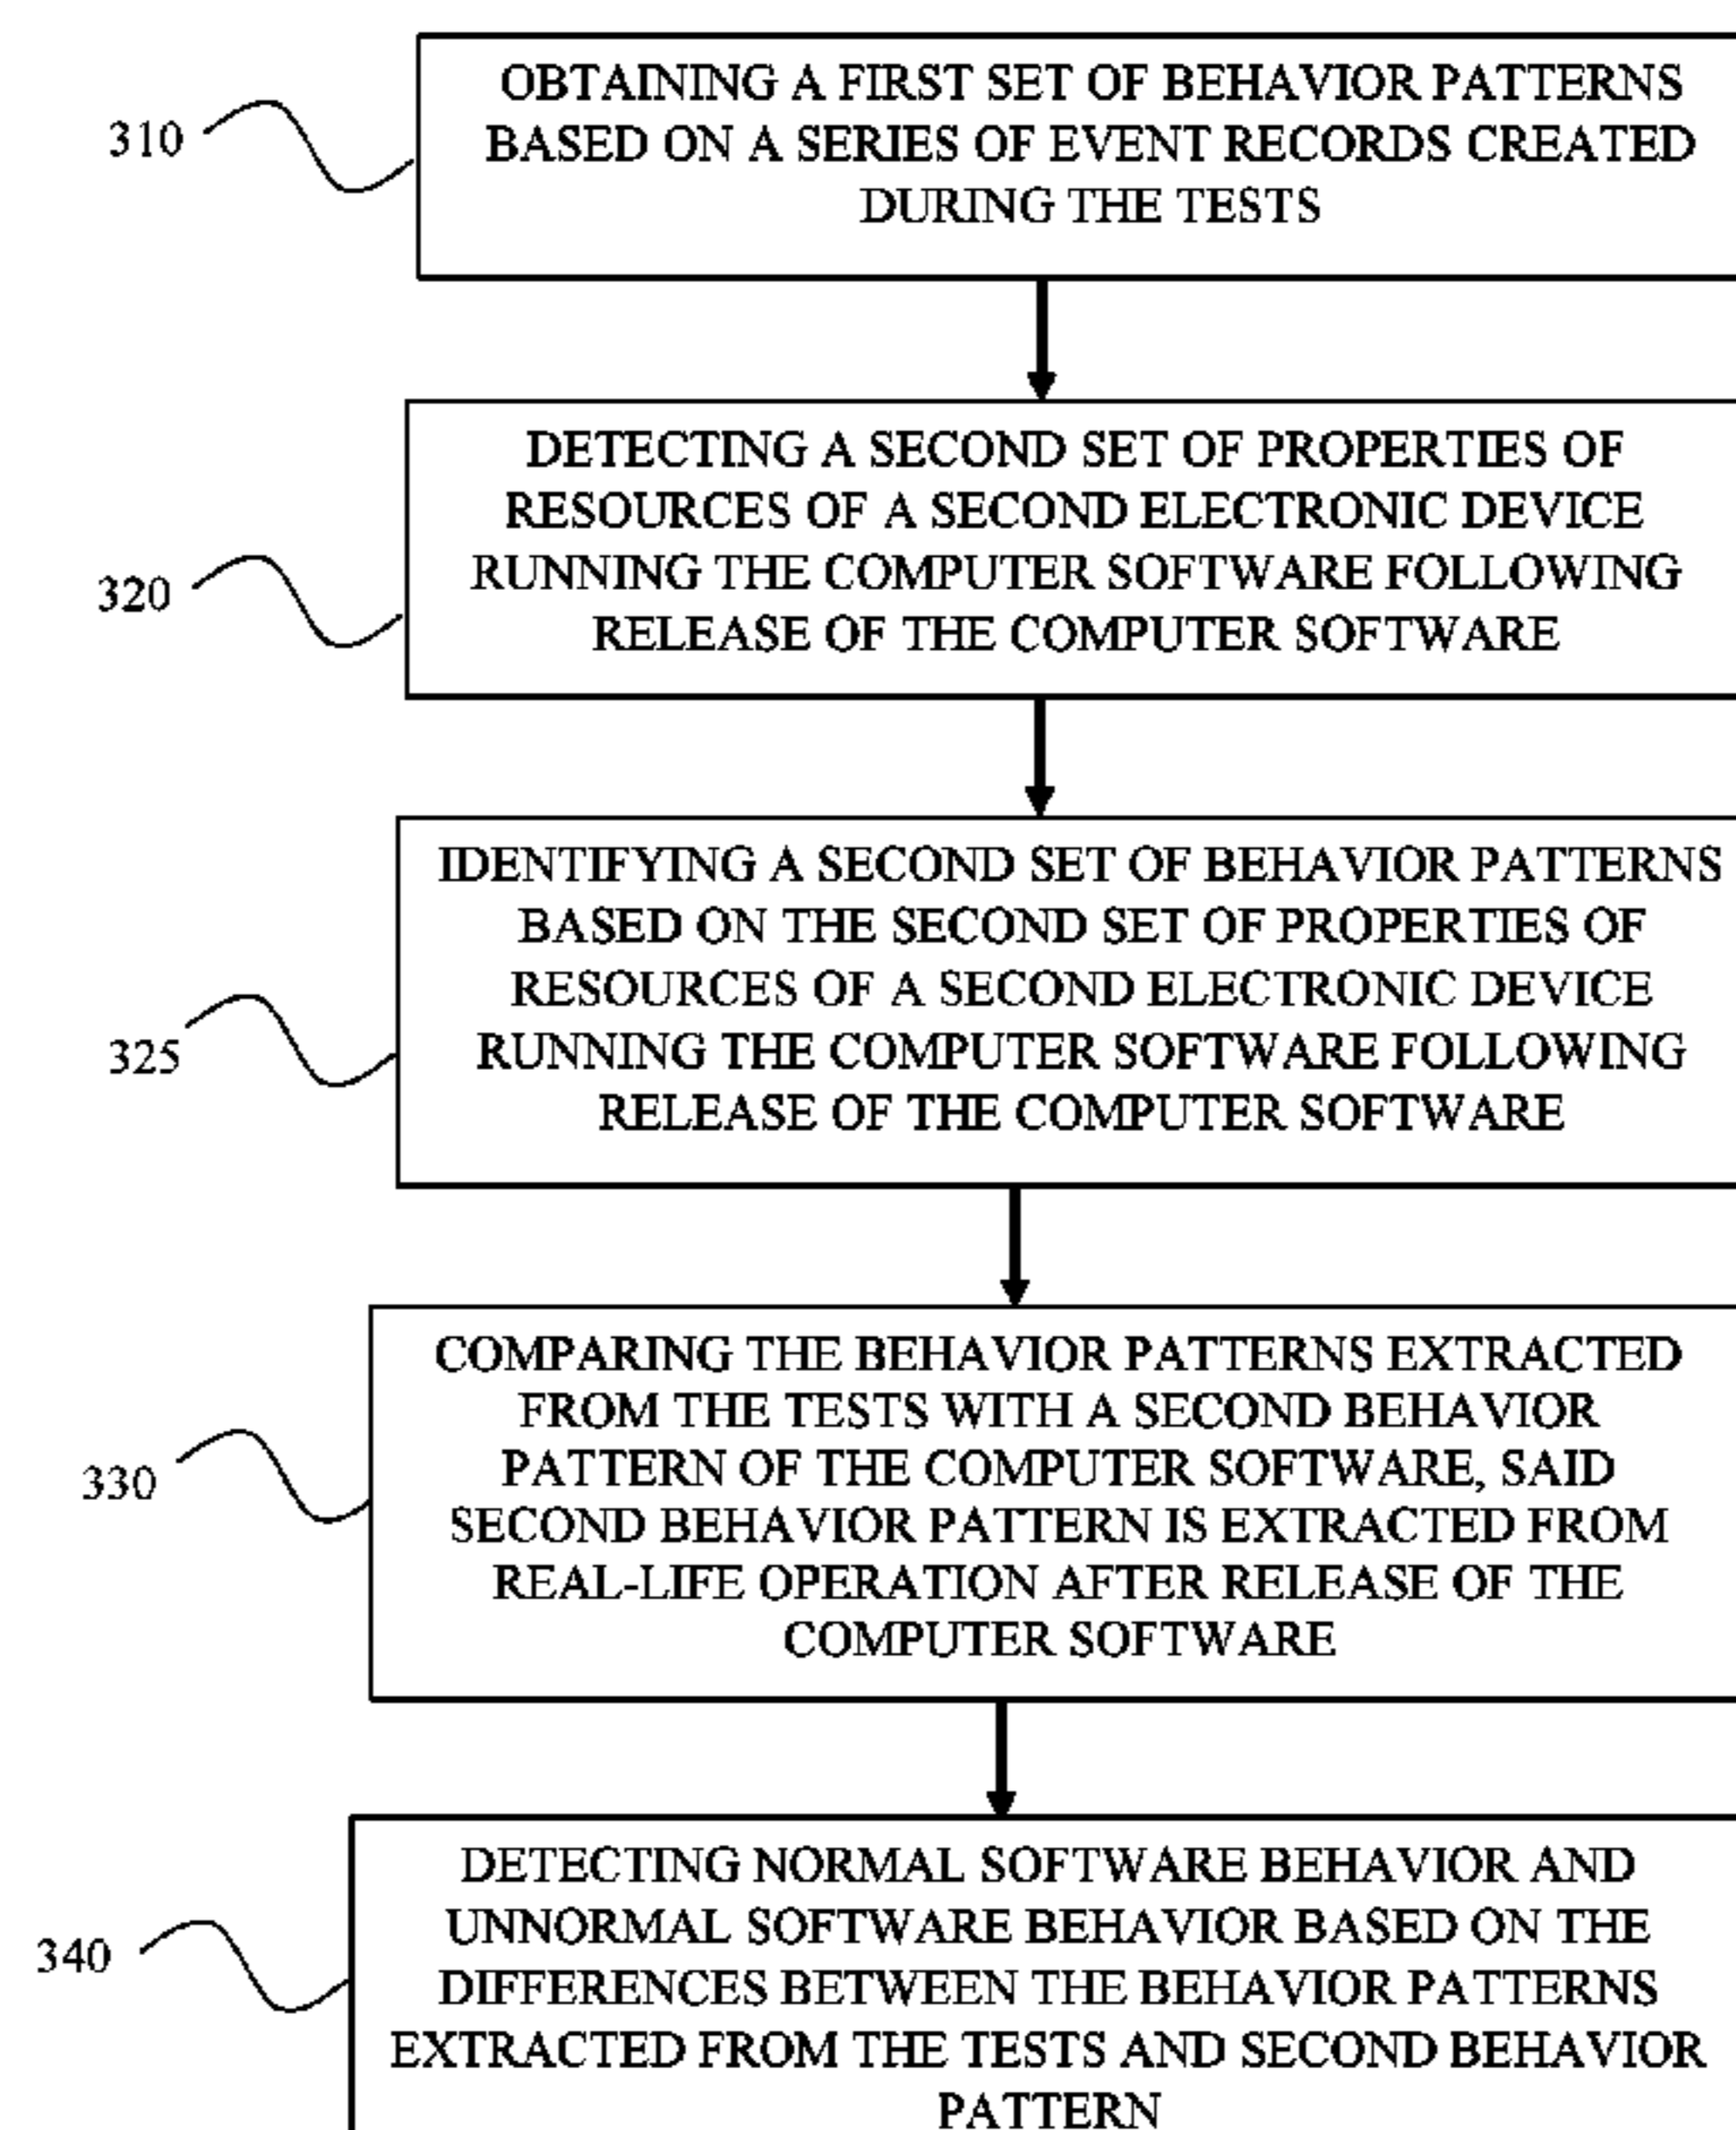 OBTAINING A FIRST SET OF BEHAVIOR PATTERNS
BASED ON A SERIES OF EVENT RECORDS CREATED
DURING THE TESTS
310
DETECTING A SECOND SET OF PROPERTIES OF
RESOURCES OF A SECOND ELECTRONIC DEVICE
RUNNING THE COMPUTER SOFTWARE FOLLOWING
RELEASE OF THE COMPUTER SOFTWARE
320
IDENTIFYING A SECOND SET OF BEHAVIOR PATTERNS
BASED ON THE SECOND SET OF PROPERTIES OF
RESOURCES OF A SECOND ELECTRONIC DEVICE
RUNNING THE COMPUTER SOFTWARE FOLLOWING
RELEASE OF THE COMPUTER SOFTWARE
325
COMPARING THE BEHAVIOR PATTERNS EXTRACTED
FROM THE TESTS WITH A SECOND BEHAVIOR
PATTERN OF THE COMPUTER SOFTWARE, SAID
SECOND BEHAVIOR PATTERN IS EXTRACTED FROM
REAL-LIFE OPERATION AFTER RELEASE OF THE
COMPUTER SOFTWARE
330
DETECTING NORMAL SOFTWARE BEHAVIOR AND
UNNORMAL SOFTWARE BEHAVIOR BASED ON THE
DIFFERENCES BETWEEN THE BEHAVIOR PATTERNS
EXTRACTED FROM THE TESTS AND SECOND BEHAVIOR
PATTERN
340